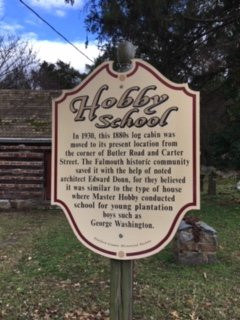 Hobby
School
In 1930, this 1880s log cabin was
moved to its present location from
the corner of Butler Road and Carter
Street. The Falmouth historic community
saved it with the help of noted
architect Edward Donn, for they believed
it was similar to the type of house
where Master Hobby conducted
school for young plantation
boys such as
George Washington.